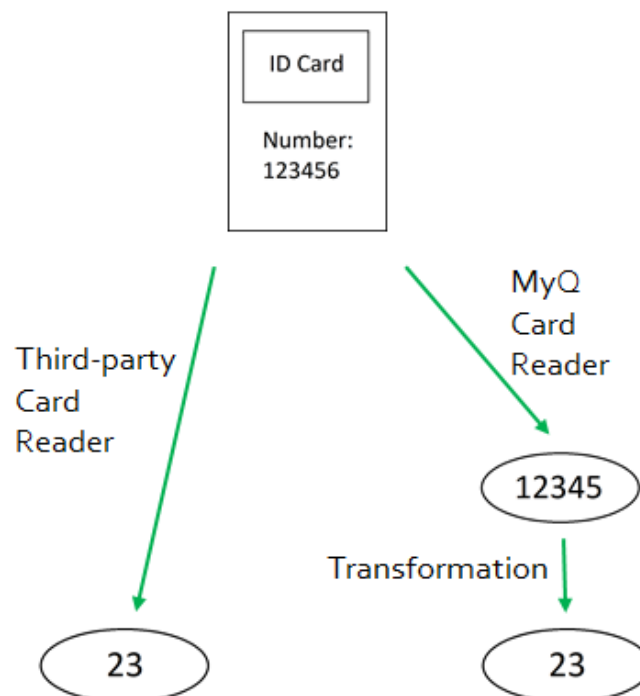 ID Card
Number:
123456
Third-party
Card
Reader
MyQ
Card
Reader
12345
Transformation
23
23